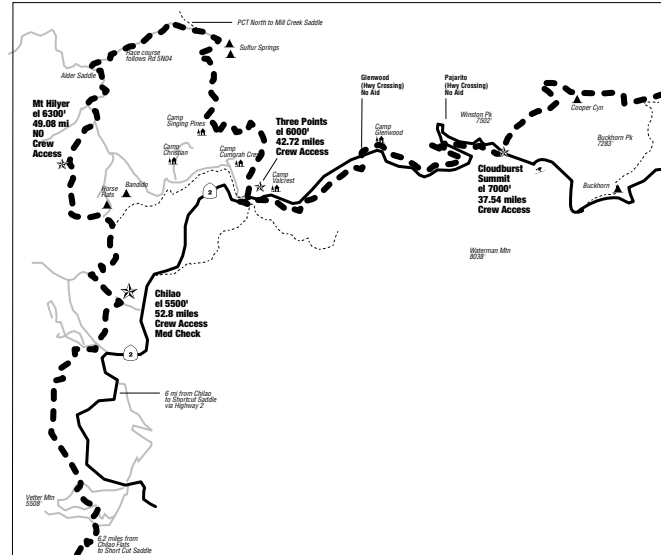 PCT North to Mill Creek Saddle
Sulfur Springs
Race course
follows Rd 5N04
Alder Saddle
Mt Hilyer
el 6300'
49.08 mi
NO
Crew
Access
Camp
Singing Pines
Camp
Christian
Camp
Cumorah Crest
Three Points
el 6000'
42.72 miles
Crew Access
Camp
Valcrest
Glenwood
(Hwy Crossing)
No Aid
Camp
Glenwood
Pajarito
(Hwy Crossing)
No Aid
Winston Pk
7502'
Cooper Cyn
Buckhorn Pk
7283'
Cloudburst
Summit
el 7000'
37.54 miles
Crew Access
Buckhorn
Waterman Mtn
8038'
Horse
Flats
Bandido
2
Chilao
el 5500'
52.8 miles
Crew Access
Med Check
2
6 mi from Chilao
to Shortcut Saddle
via Highway 2
Vetter Mtn
5508'
6.2 miles from
Chilao Flats
to Short Cut Saddle